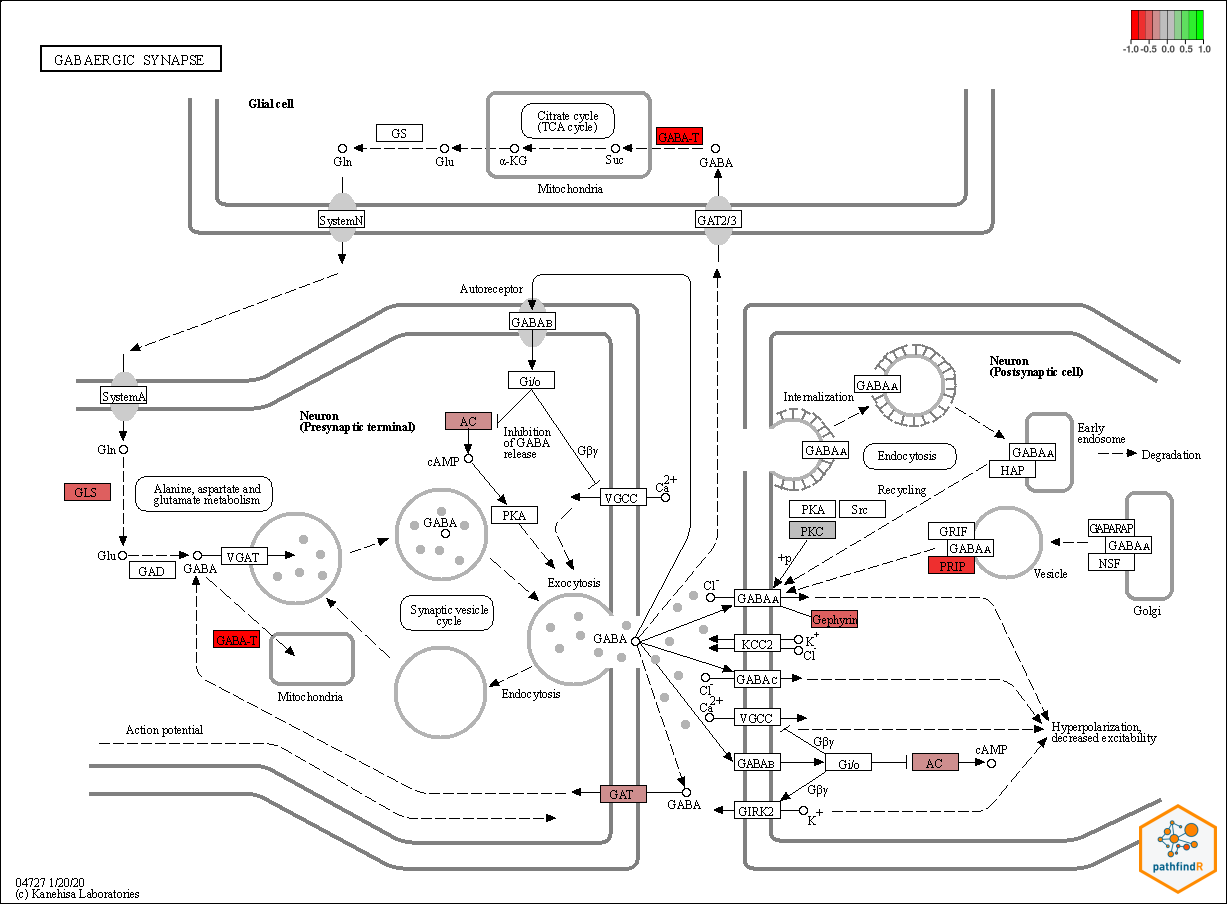 -1.0 -0.5 0.0 0.5 1.0
GABAERGIC SYNAPSE
Glial cell
Citrate cycle
(TCA cycle)
GS
GABA-T
Gln
Glu
α-KG
Suc
GABA
Mitochondria
SystemN
GAT2/3
Autoreceptor
GABAB
Gi/o
SystemA
Neuron
(Presynaptic terminal)
AC
Inhibition
of GABA
release
Gβγ
cAMP
Gln
GLS
Alanine, aspartate and
glutamate metabolism
GABA
PKA
VGCC
Ca2+
Glu
GAD
GABA
VGAT
Exocytosis
Synaptic vesicle
cycle
GABA
GABA-T
Mitochondria
Endocytosis
Action potential
GAT
GABA
Neuron
(Postsynaptic cell)
GABAA
Internalization
GABAA
Endocytosis
GABAA
HAP
Early
endosome
Degradation
Recycling
PKA
Src
PKC
+p
GRIF
GABAA
PRIP
Vesicle
GABARAP
GABAA
NSF
Golgi
Cl-
GABAA
Gephyrin
KCC2
K+
Cl-
Cl-
GABAC
Ca2+
VGCC
Gβγ
Hyperpolarization,
decreased excitability
GABAB
Gi/o
AC
cAMP
Gβγ
GIRK2
K+
pathfindR
04727 1/20/20
(c) Kanehisa Laboratories